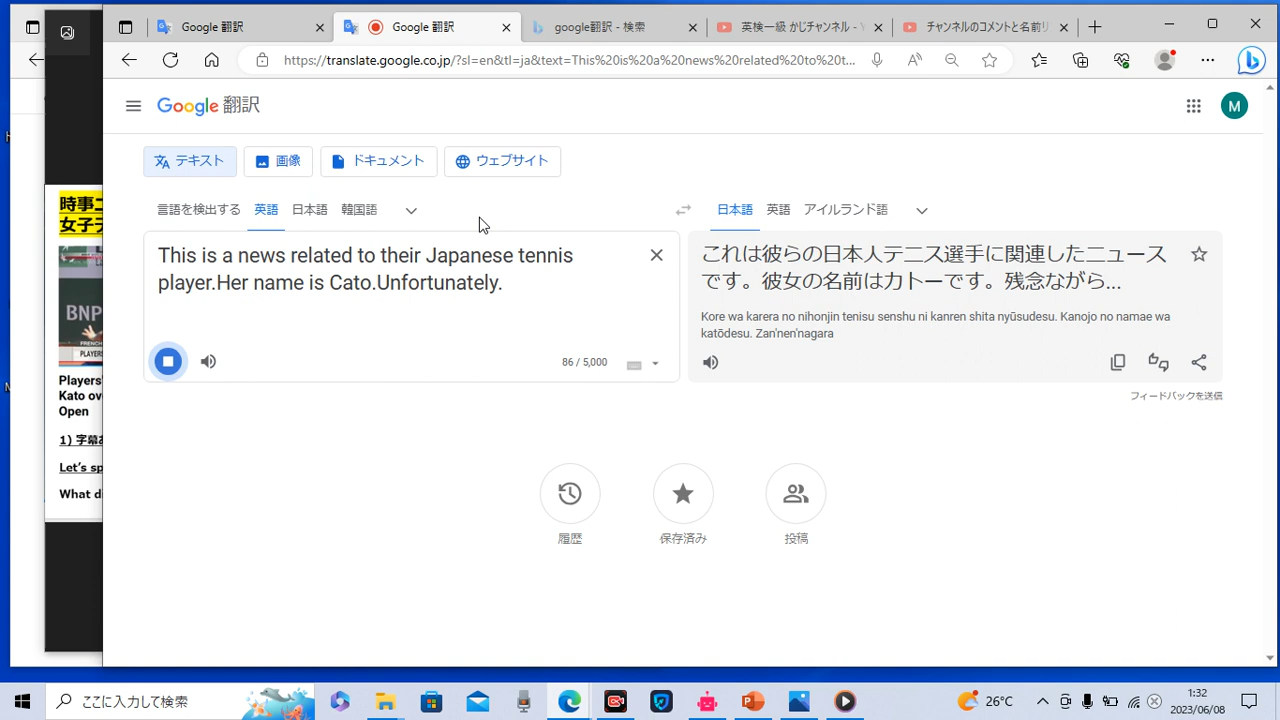 Google 翻訳
Google 翻訳
google翻訳 - 検索
英検一級 かじチャンネル - Y
チャンネルのコメントと名前リ
https://translate.google.co.jp/?sl=en&tl=ja&text=This%20is%20a%20news%20related%20to%20t...
Google 翻訳
M
テキスト
画像
ドキュメント
ウェブサイト
言語を検出する
英語
日本語
韓国語
日本語
英語
アイルランド語
This is a news related to their Japanese tennis
player.Her name is Cato.Unfortunately.
86 / 5,000
これは彼らの日本人テニス選手に関連したニュース
です。彼女の名前はカトーです。残念ながら...
Kore wa karera no nihonjin tenisu senshu ni kanren shita nyūsudesu. Kanojo no namae wa
katōdesu. Zan'nen'nagara
フィードバックを送信
履歴
保存済み
投稿
時事ニ
女子テ
BNP
FRENCH
PLAYERS
Players'
Kato ov
Open
1) 字幕あ
Let's sp
What d
ここに入力して検索
26°C
1:32
2023/06/08